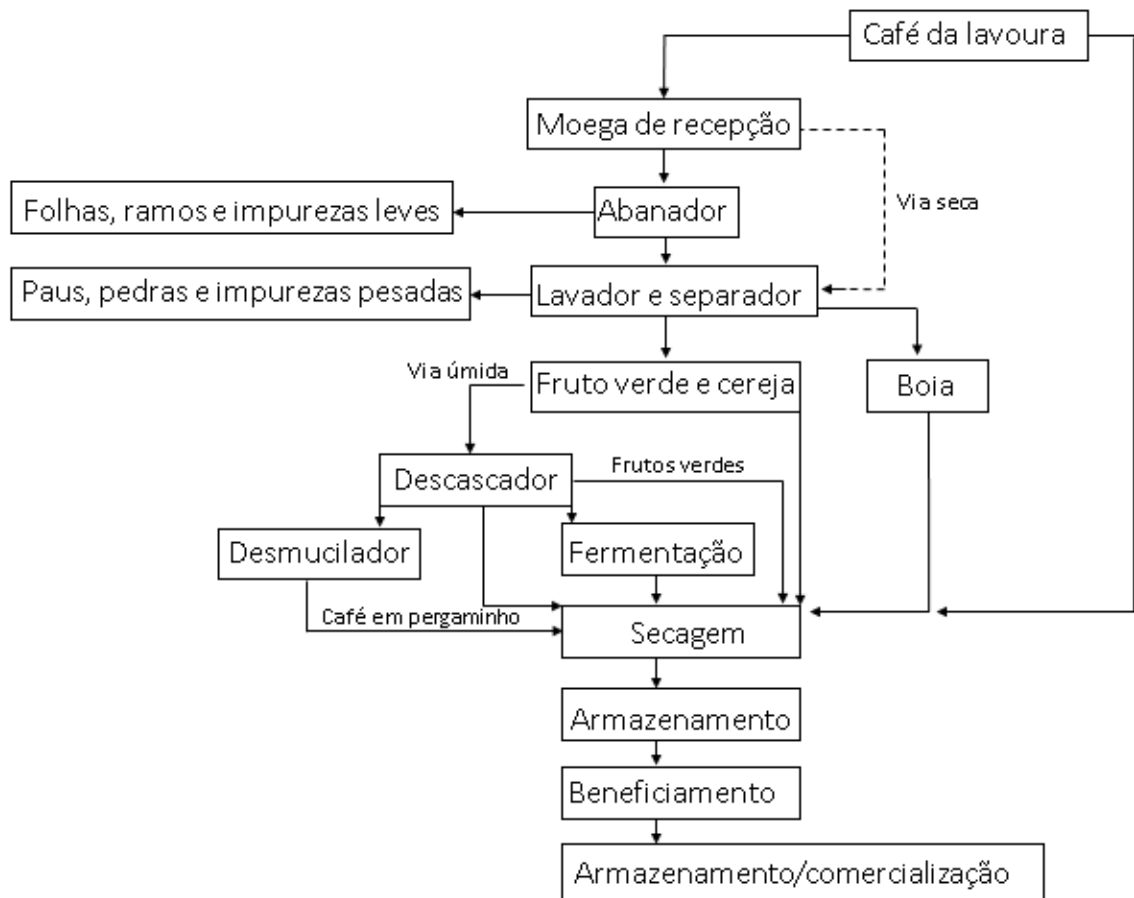 Café da lavoura
Moega de recepção
Via seca
Folhas, ramos e impurezas leves
Abanador
Paus, pedras e impurezas pesadas
Lavador e separador
Via úmida
Fruto verde e cereja
Boia
Descascador
Frutos verdes
Desmucilador
Fermentação
Café em pergaminho
Secagem
Armazenamento
Beneficiamento
Armazenamento/comercialização